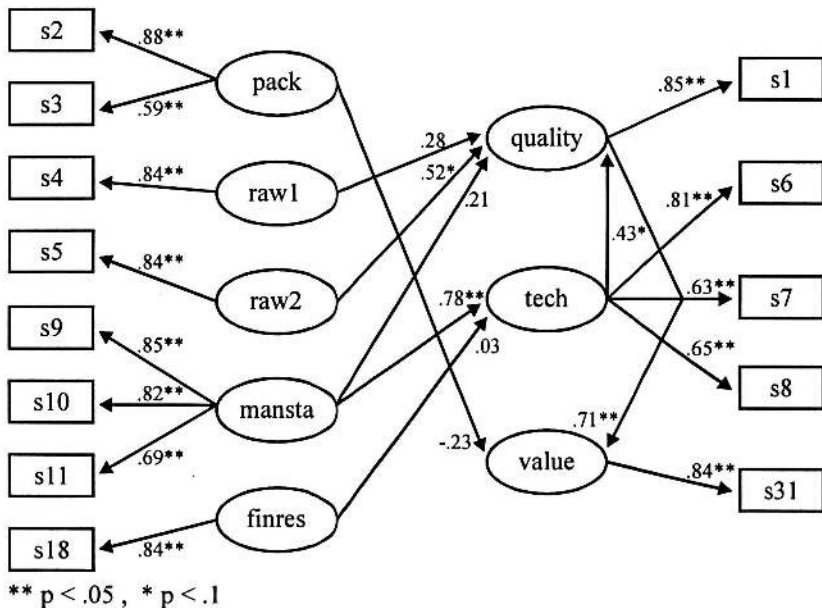 s2
.88**
pack
s3
.59**
s4
.84**
raw1
s5
.84**
raw2
s9
.85**
s10
.82**
mansta
s11
.69**
s18
.84**
finres
.28
.52*
.21
quality
.78**
.03
tech
.43*
-.23
value
.71**
.85**
s1
.81**
s6
.63**
s7
.65**
s8
.84**
s31
** p < .05 , * p < .1